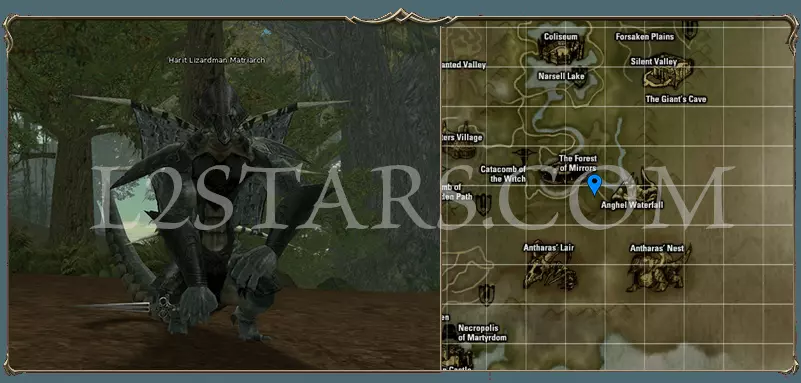 Harit Lizardman Matriarch
L2STARS.COM
Coliseum
Forsaken Plains
anted Valley
Silent Valley
Narsell Lake
The Giant's Cave
ters Village
The Forest
of Mirrors
Catacomb of
the Witch
mb of
den Path
Anghel Waterfall
Antharas' Lair
Antharas' Nest
en
Necropolis
of Martyrdom
n Castle